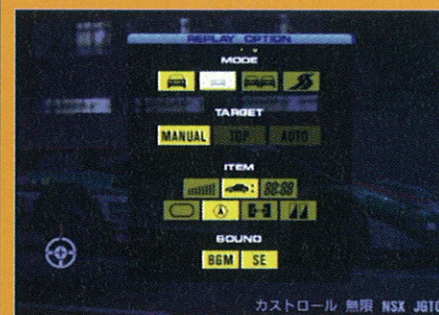 REPLAY OPTION
MODE
TARGET
MANUAL TOP AUTO
ITEM
88:88
SOUND
BGM SE
カストロール 無限 NSX JGTC